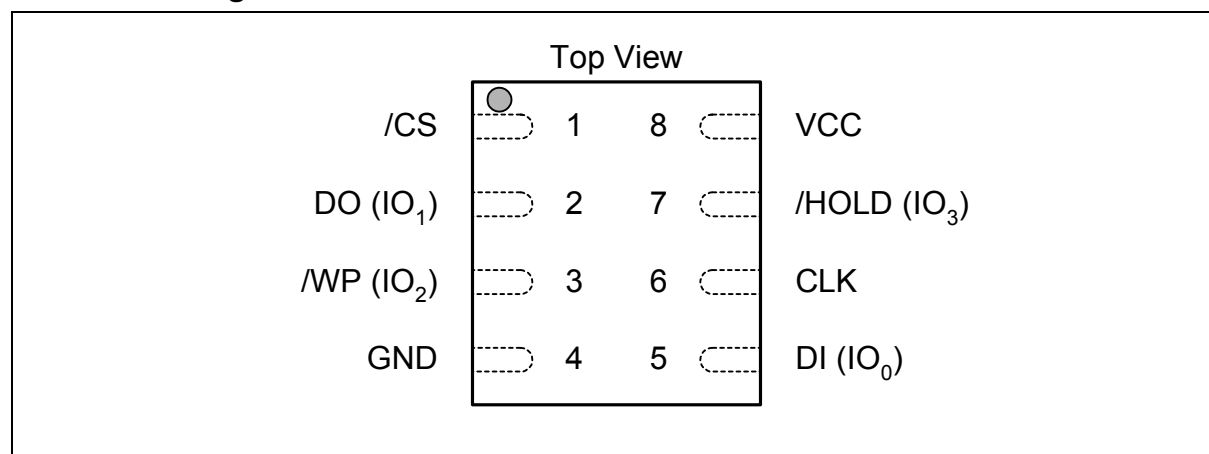 Top View
/CS 1 8 VCC
DO (IO₁) 2 7 /HOLD (IO₃)
/WP (IO₂) 3 6 CLK
GND 4 5 DI (IO₀)